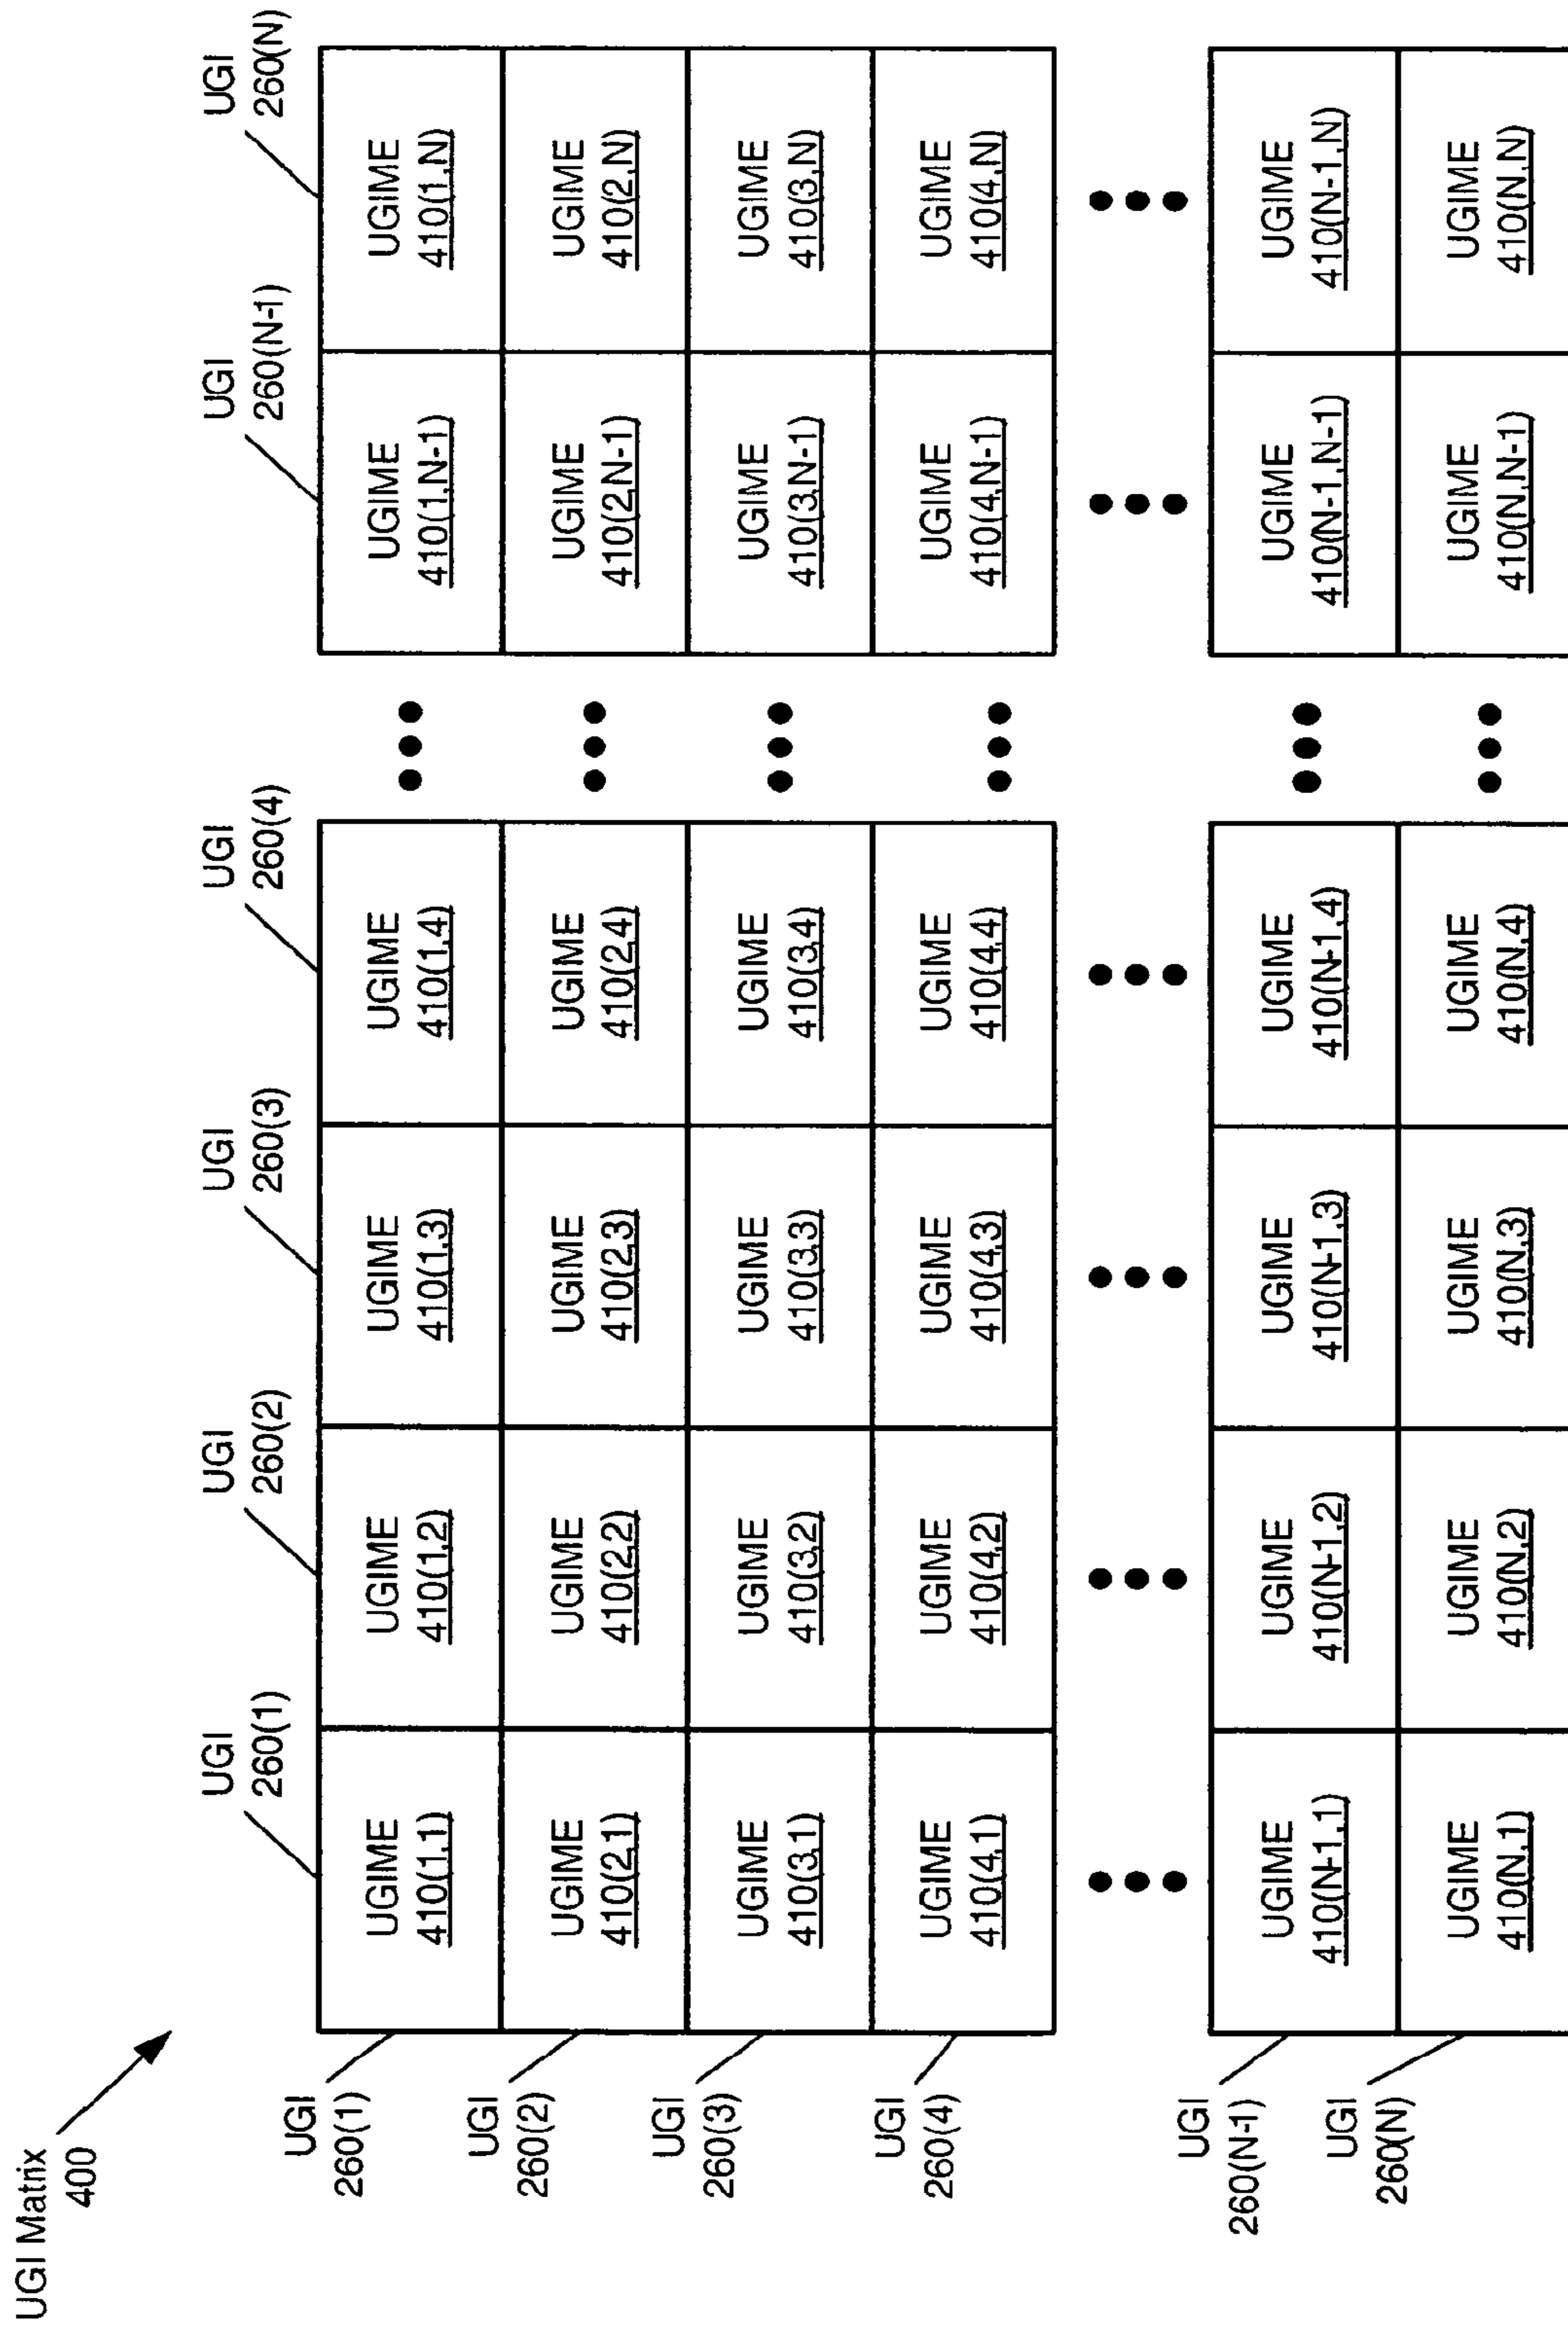 UGI Matrix
400
UGI
260(1)
UGI
260(2)
UGI
260(3)
UGI
260(4)
UGI
260(N-1)
UGI
260(N)
UGI
260(1)
UGIME
410(1,1)
UGIME
410(1,2)
UGIME
410(1,3)
UGIME
410(1,4)
UGIME
410(1,N-1)
UGIME
410(1,N)
UGI
260(2)
UGIME
410(2,1)
UGIME
410(2,2)
UGIME
410(2,3)
UGIME
410(2,4)
UGIME
410(2,N-1)
UGIME
410(2,N)
UGI
260(3)
UGIME
410(3,1)
UGIME
410(3,2)
UGIME
410(3,3)
UGIME
410(3,4)
UGIME
410(3,N-1)
UGIME
410(3,N)
UGI
260(4)
UGIME
410(4,1)
UGIME
410(4,2)
UGIME
410(4,3)
UGIME
410(4,4)
UGIME
410(4,N-1)
UGIME
410(4,N)
UGI
260(N-1)
UGIME
410(N-1,1)
UGIME
410(N-1,2)
UGIME
410(N-1,3)
UGIME
410(N-1,4)
UGIME
410(N-1,N-1)
UGIME
410(N-1,N)
UGI
260(N)
UGIME
410(N,1)
UGIME
410(N,2)
UGIME
410(N,3)
UGIME
410(N,4)
UGIME
410(N,N-1)
UGIME
410(N,N)